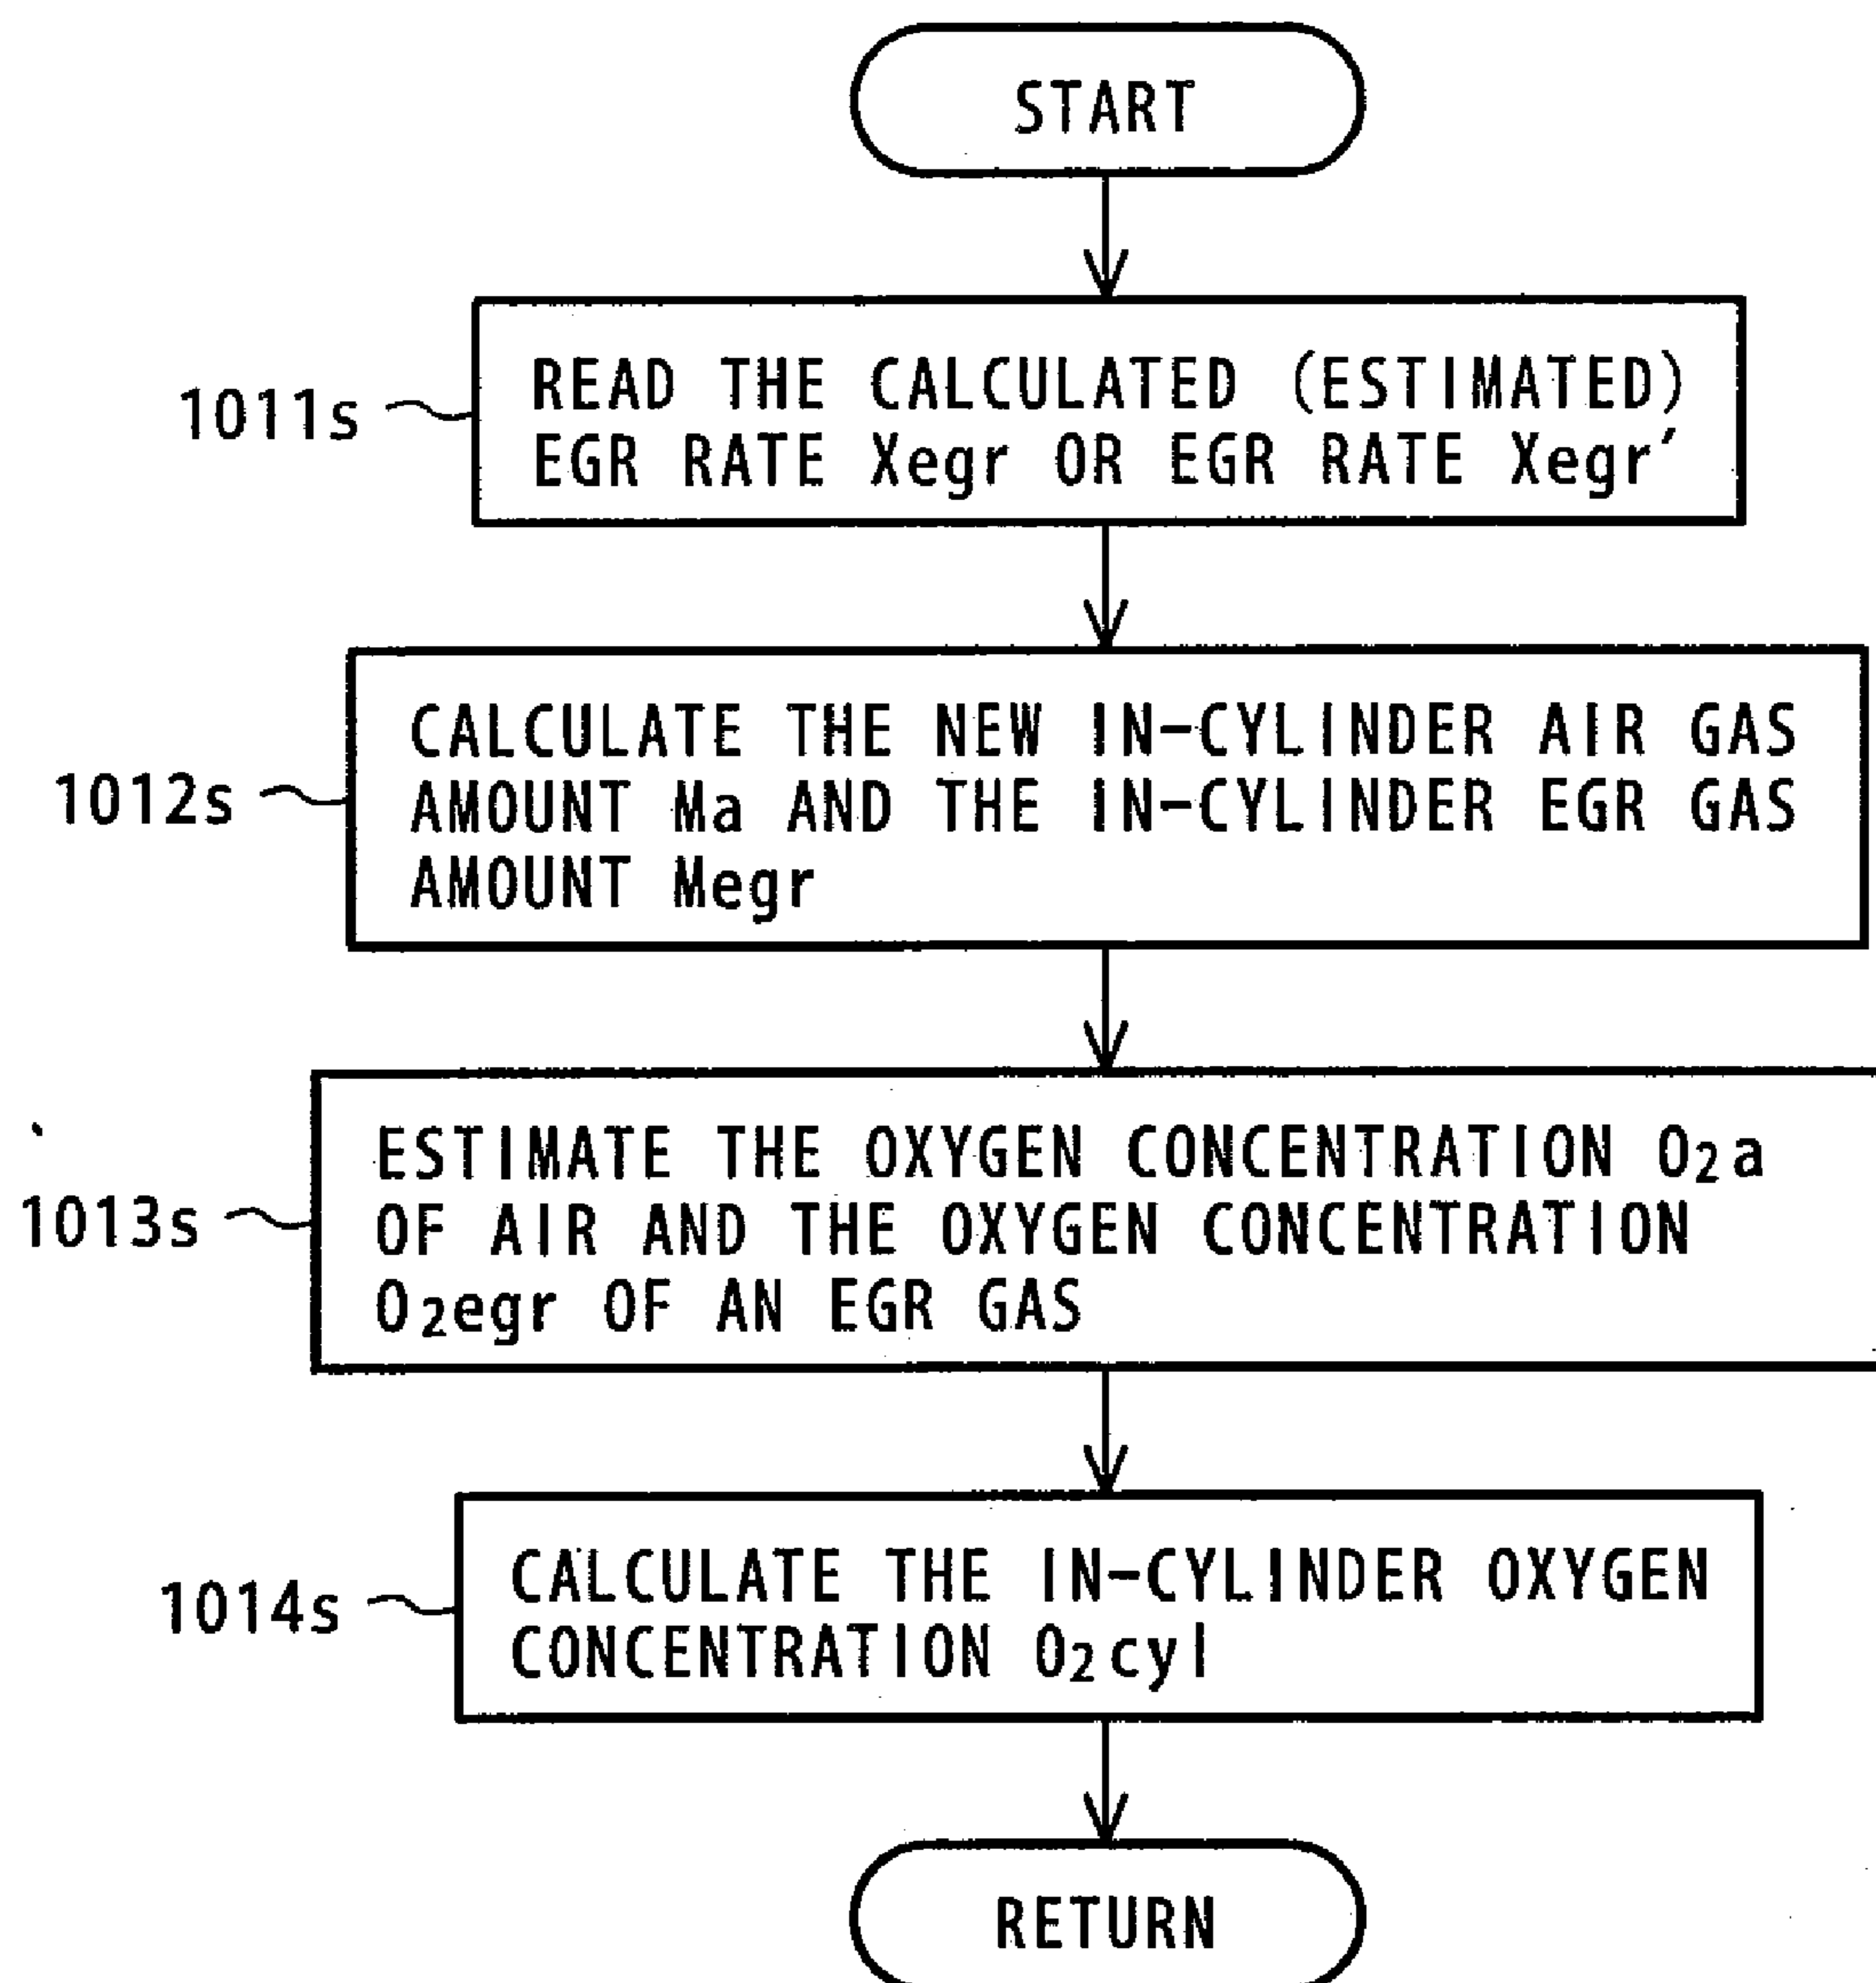 START
1011s
READ THE CALCULATED (ESTIMATED)
EGR RATE Xegr OR EGR RATE Xegr′
1012s
CALCULATE THE NEW IN-CYLINDER AIR GAS
AMOUNT Ma AND THE IN-CYLINDER EGR GAS
AMOUNT Megr
1013s
ESTIMATE THE OXYGEN CONCENTRATION O₂a
OF AIR AND THE OXYGEN CONCENTRATION
O₂egr OF AN EGR GAS
1014s
CALCULATE THE IN-CYLINDER OXYGEN
CONCENTRATION O₂cyl
RETURN